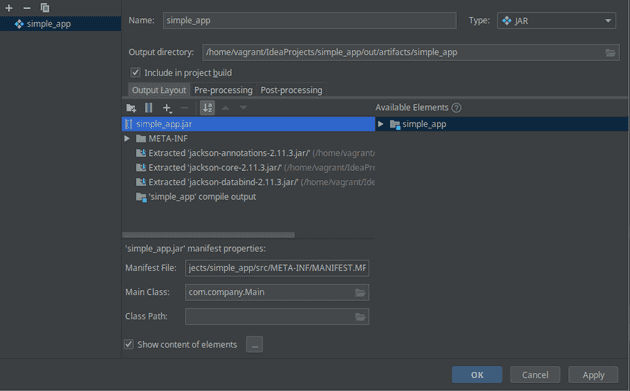 simple_app
Name: simple_app Type: JAR
Output directory: /home/vagrant/IdeaProjects/simple_app/out/artifacts/simple_app
Include in project build
Output Layout Pre-processing Post-processing
Available Elements ?
simple_app.jar
simple_app
META-INF
Extracted 'jackson-annotations-2.11.3.jar/' (/home/vagrant/
Extracted 'jackson-core-2.11.3.jar/' (/home/vagrant/IdeaProj
Extracted 'jackson-databind-2.11.3.jar/' (/home/vagrant/Ide
'simple_app' compile output
'simple_app.jar' manifest properties:
Manifest File: jects/simple_app/src/META-INF/MANIFEST.MF
Main Class: com.company.Main
Class Path:
Show content of elements ...
OK Cancel Apply